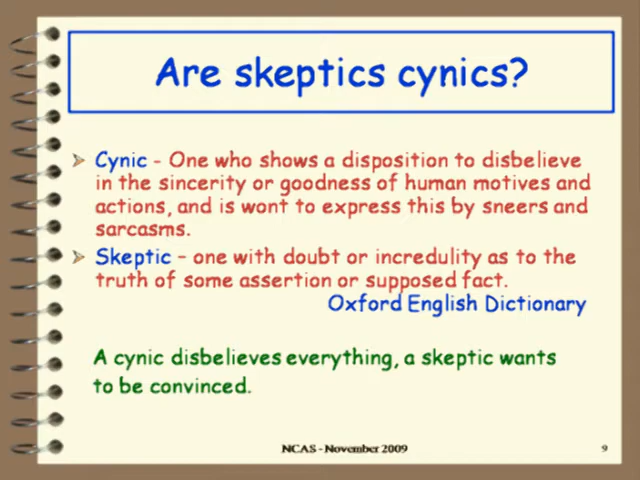 Are skeptics cynics?
Cynic - One who shows a disposition to disbelieve
in the sincerity or goodness of human motives and
actions, and is wont to express this by sneers and
sarcasms.
Skeptic – one with doubt or incredulity as to the
truth of some assertion or supposed fact.
Oxford English Dictionary
A cynic disbelieves everything, a skeptic wants
to be convinced.
NCAS - November 2009
9